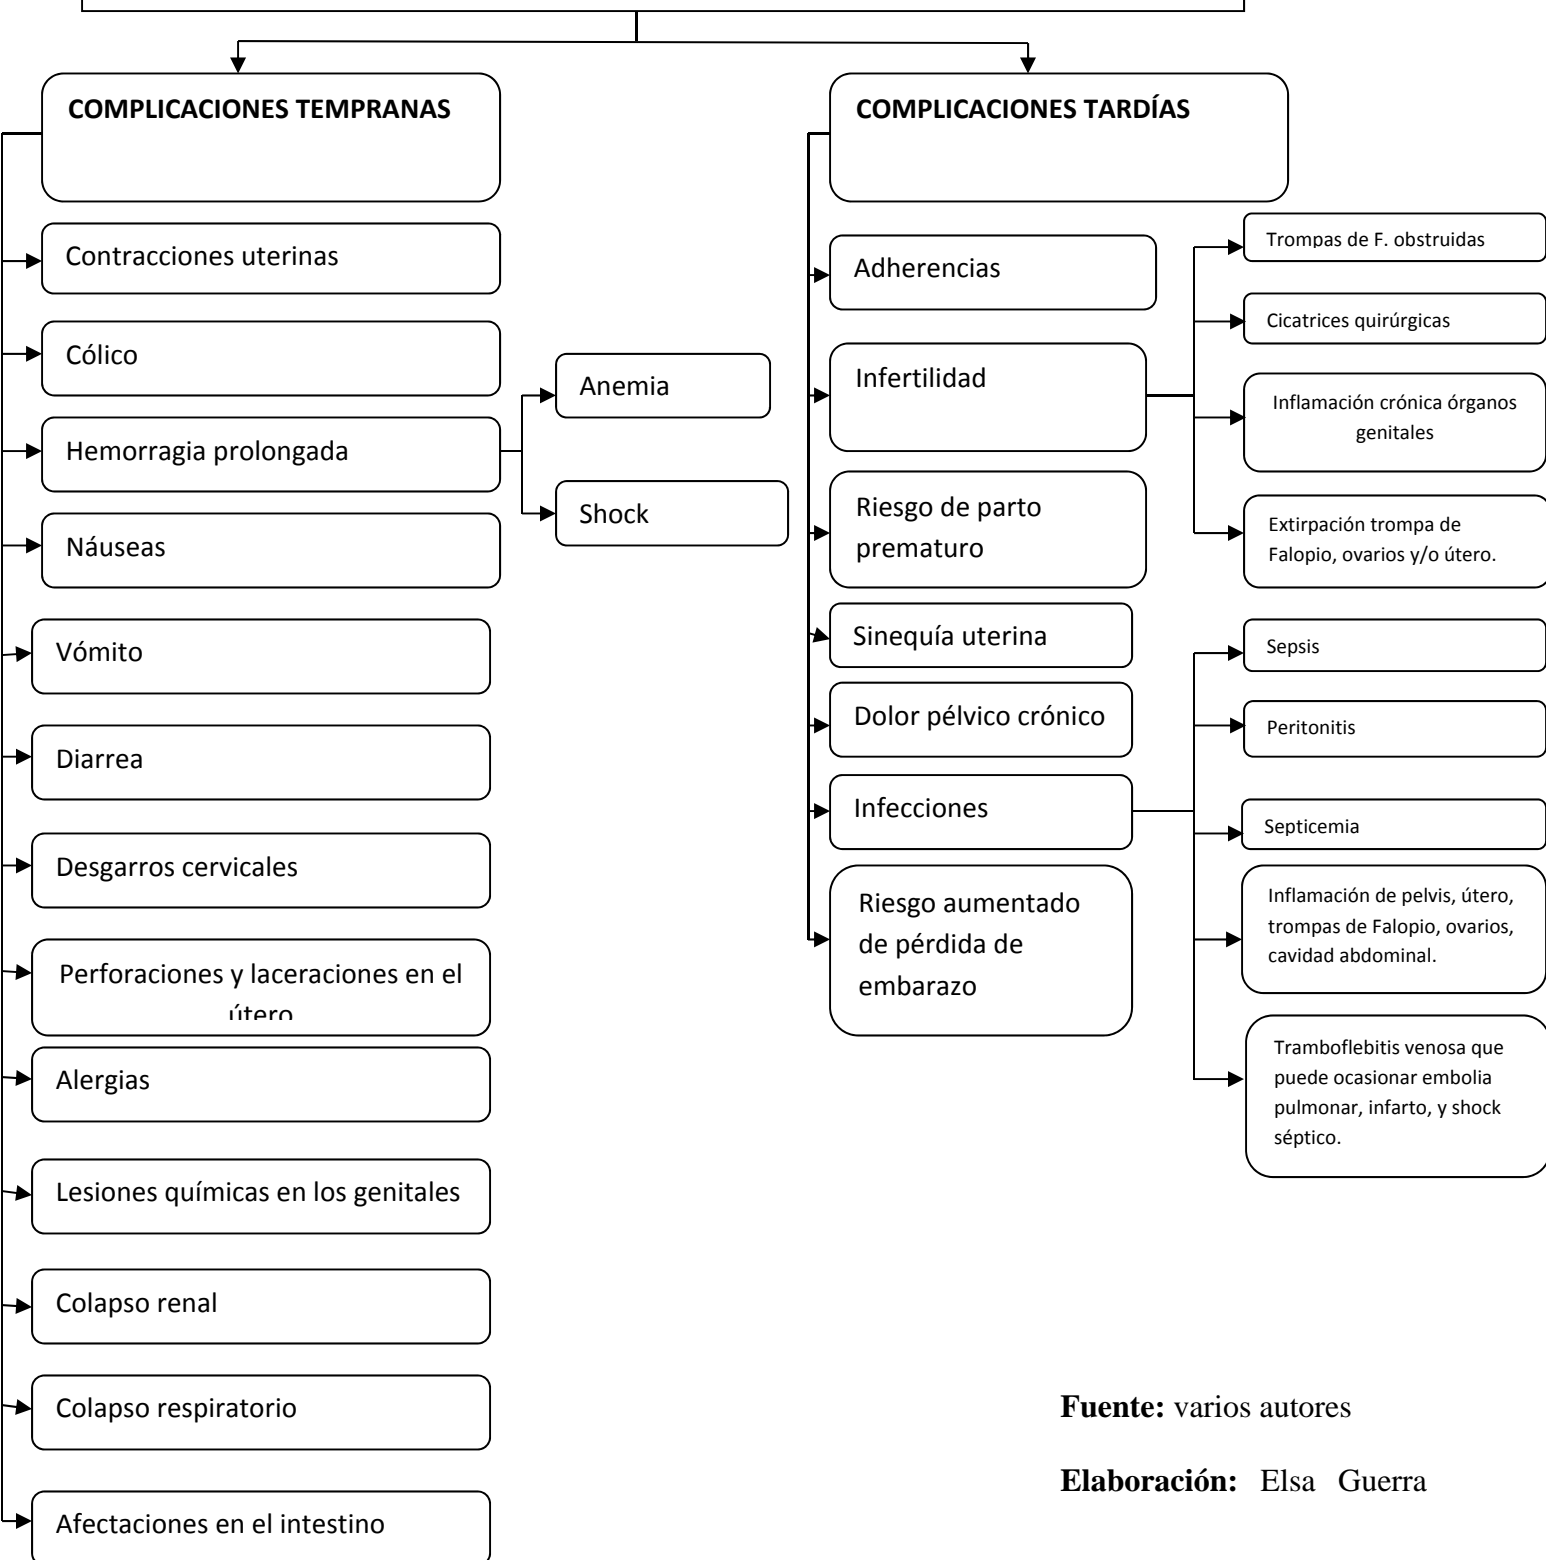 COMPLICACIONES TEMPRANAS
Contracciones uterinas
Cólico
Hemorragia prolongada
Anemia
Shock
Náuseas
Vómito
Diarrea
Desgarros cervicales
Perforaciones y laceraciones en el
útero
Alergias
Lesiones químicas en los genitales
Colapso renal
Colapso respiratorio
Afectaciones en el intestino
COMPLICACIONES TARDÍAS
Adherencias
Infertilidad
Trompas de F. obstruidas
Cicatrices quirúrgicas
Inflamación crónica órganos
genitales
Extirpación trompa de
Falopio, ovarios y/o útero.
Riesgo de parto
prematuro
Sinequía uterina
Dolor pélvico crónico
Infecciones
Sepsis
Peritonitis
Septicemia
Inflamación de pelvis, útero,
trompas de Falopio, ovarios,
cavidad abdominal.
Tramboflebitis venosa que
puede ocasionar embolia
pulmonar, infarto, y shock
séptico.
Riesgo aumentado
de pérdida de
embarazo
Fuente: varios autores
Elaboración: Elsa Guerra